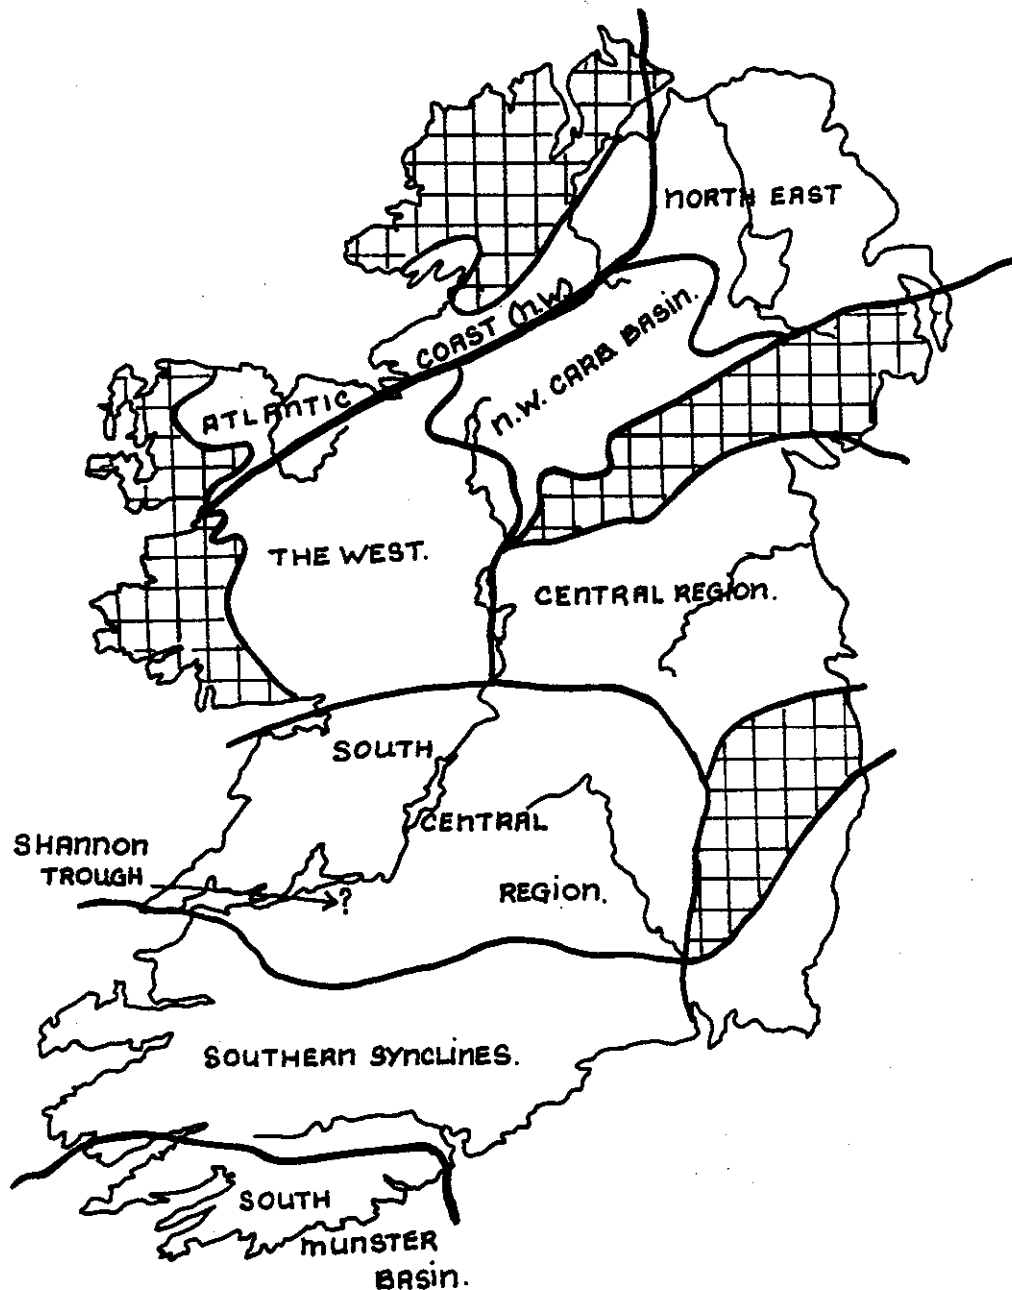 NORTH EAST
COAST (N.W)
N.W. CARB BASIN.
ATLANTIC
THE WEST.
CENTRAL REGION.
SOUTH
CENTRAL
REGION.
SHANNON
TROUGH
?
SOUTHERN SYNCLINES.
SOUTH
MUNSTER
BASIN.